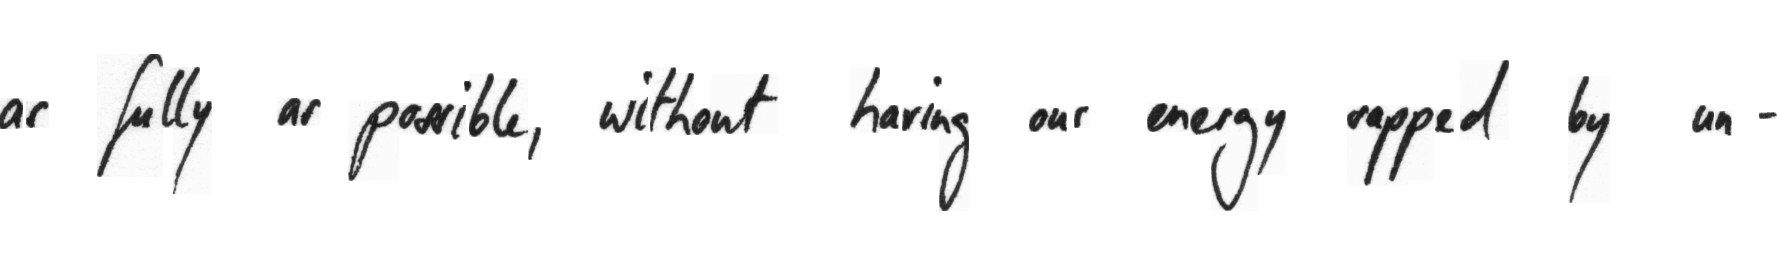 as fully as possible, without having our energy sapped by un-